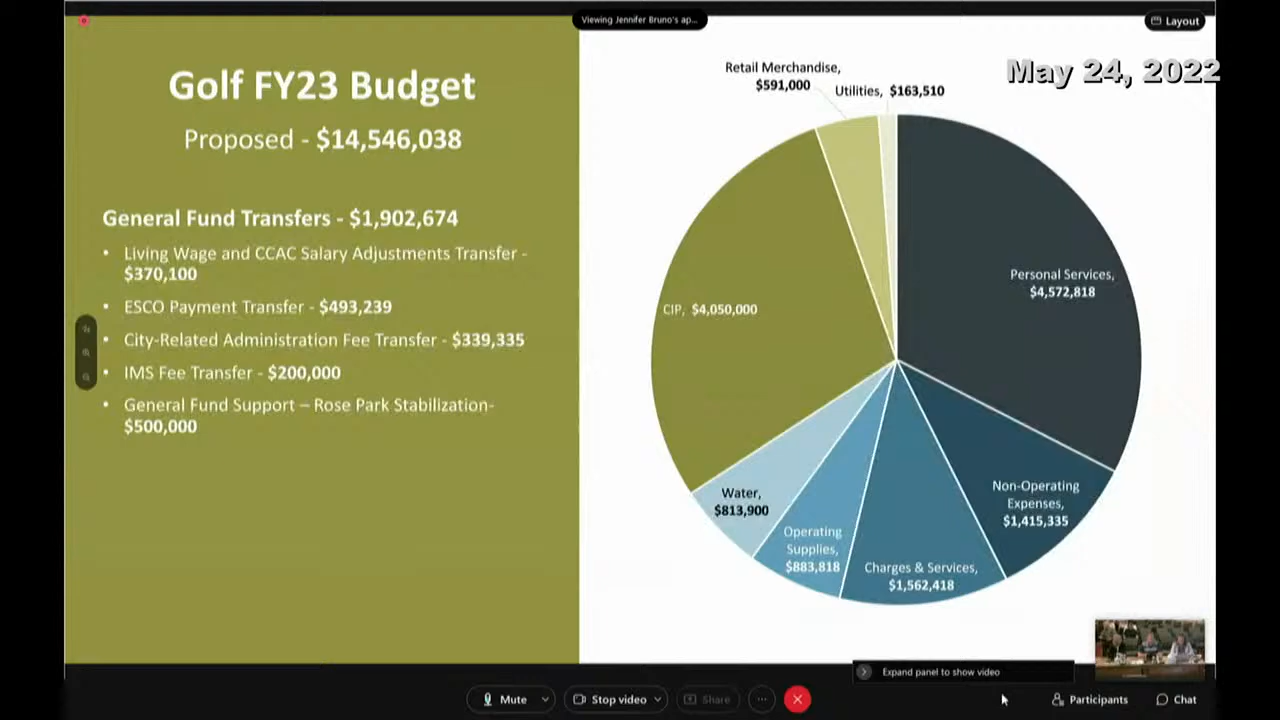 Viewing Jennifer Bruno's ap...
Layout
May 24, 2022
Golf FY23 Budget
Proposed - $14,546,038
General Fund Transfers - $1,902,674
• Living Wage and CCAC Salary Adjustments Transfer -
$370,100
• ESCO Payment Transfer - $493,239
• City-Related Administration Fee Transfer - $339,335
• IMS Fee Transfer - $200,000
• General Fund Support – Rose Park Stabilization-
$500,000
Retail Merchandise,
$591,000
Utilities, $163,510
Personal Services,
$4,572,818
CIP, $4,050,000
Non-Operating
Expenses,
$1,415,335
Water,
$813,900
Operating
Supplies,
$883,818
Charges & Services,
$1,562,418
Expand panel to show video
Mute
Stop video
Share
Participants
Chat